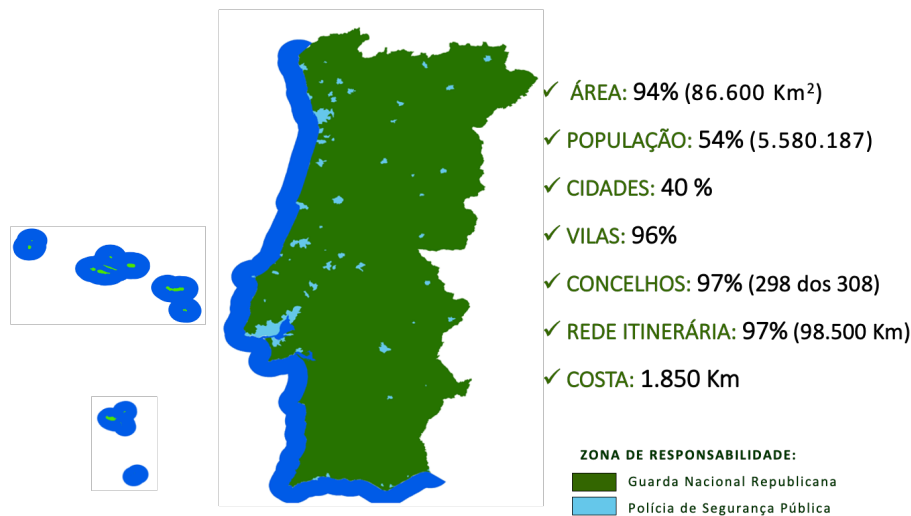 ÁREA: 94% (86.600 Km²)
POPULAÇÃO: 54% (5.580.187)
CIDADES: 40 %
VILAS: 96%
CONCELHOS: 97% (298 dos 308)
REDE ITINERÁRIA: 97% (98.500 Km)
COSTA: 1.850 Km
ZONA DE RESPONSABILIDADE:
Guarda Nacional Republicana
Polícia de Segurança Pública